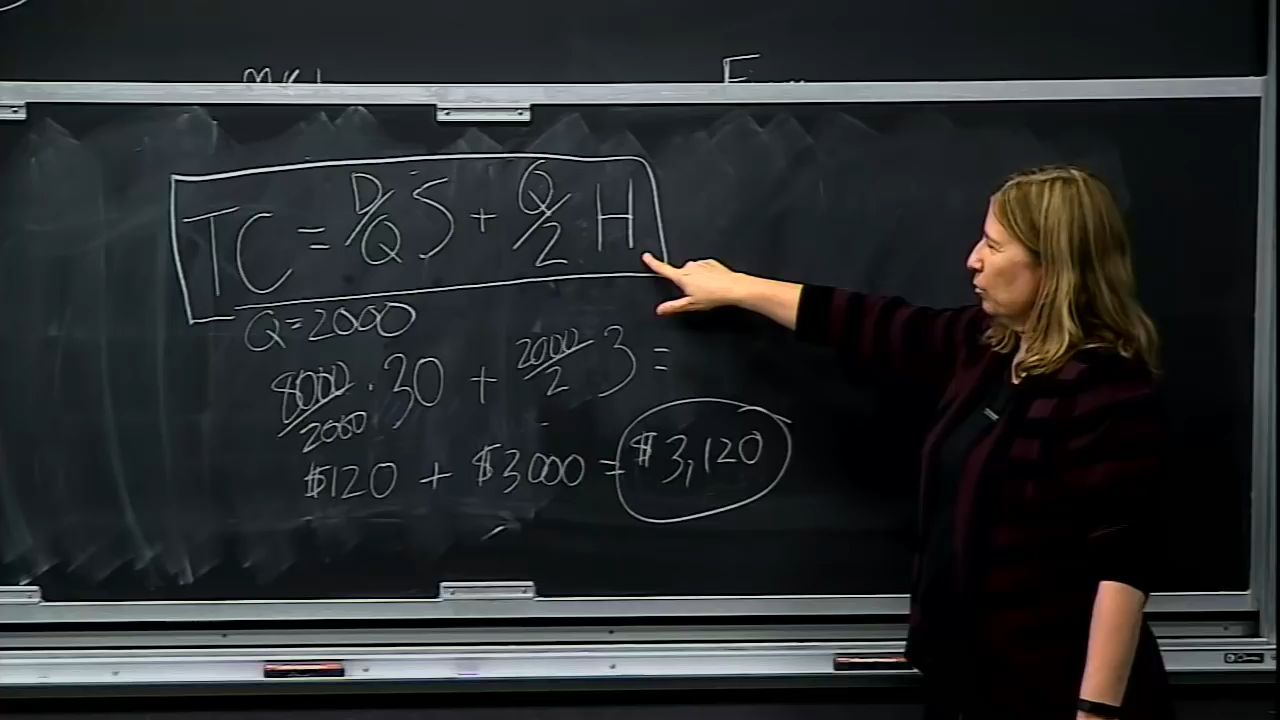 TC = D/Q S + Q/2 H
Q=2000
8000/2000 · 30 + 2000/2 3 =
$120 + $3000 = $3,120